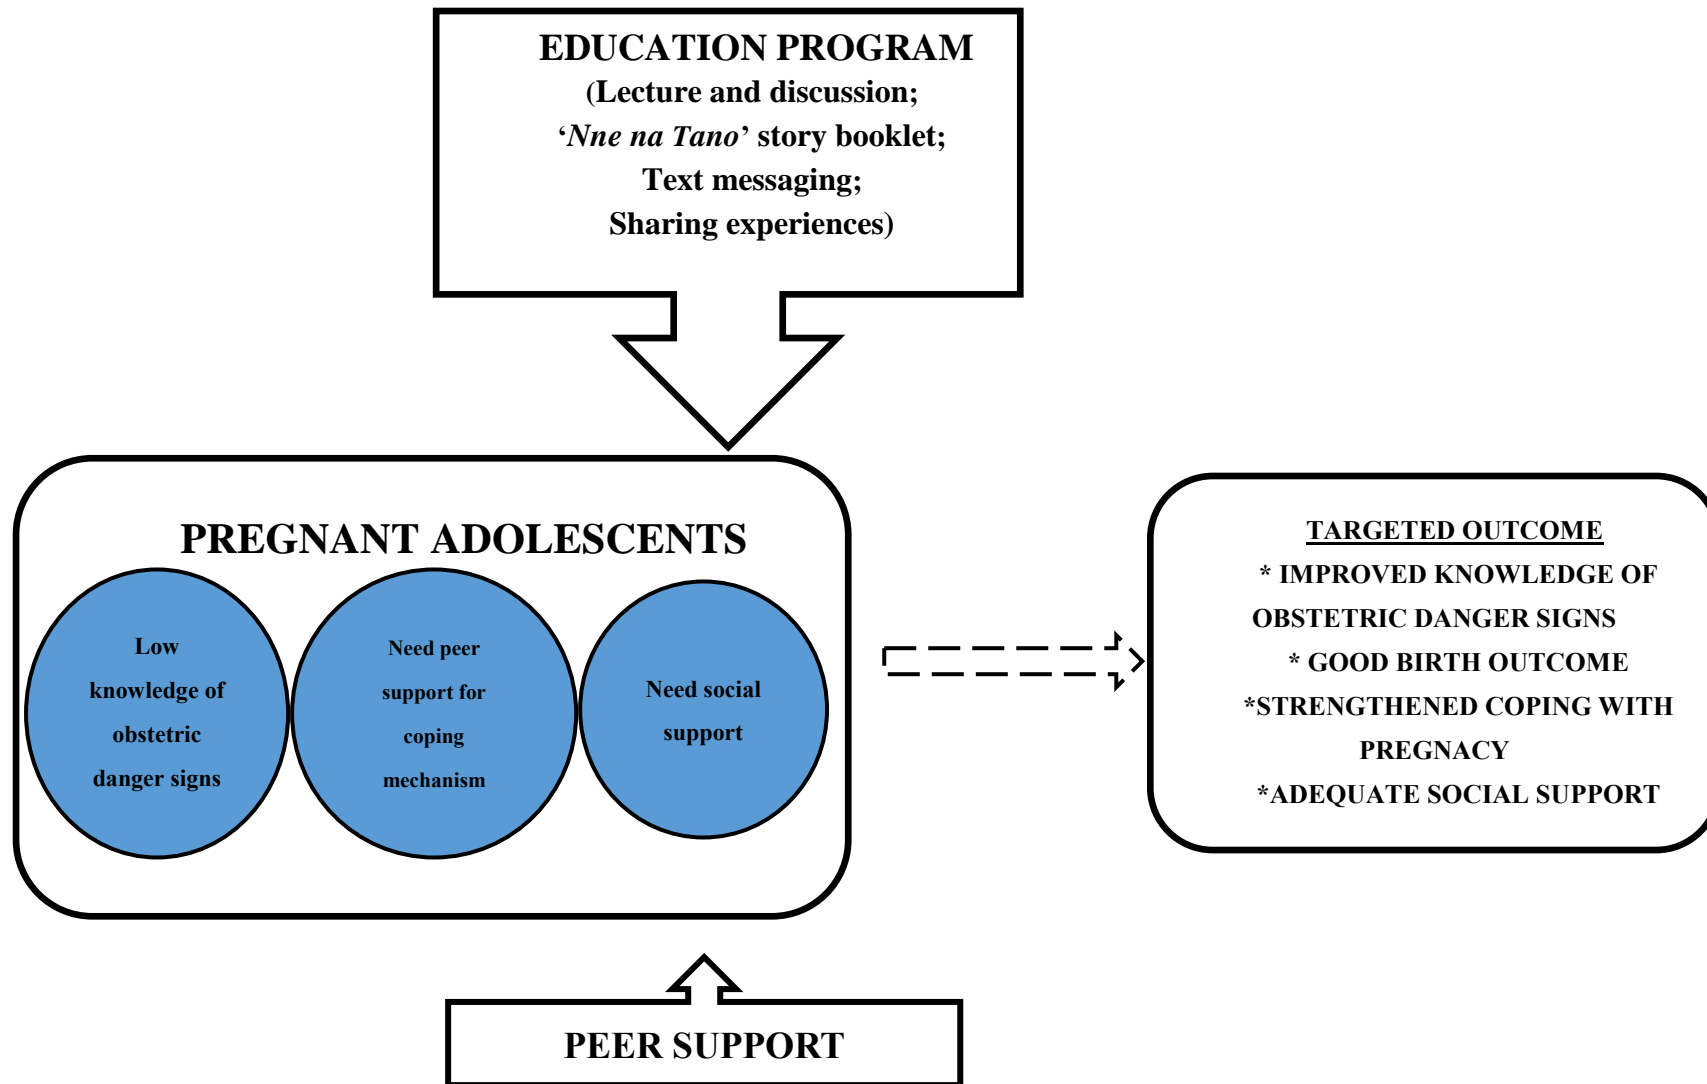 EDUCATION PROGRAM
(Lecture and discussion;
‘Nne na Tano’ story booklet;
Text messaging;
Sharing experiences)
PREGNANT ADOLESCENTS
Low
knowledge of
obstetric
danger signs
Need peer
support for
coping
mechanism
Need social
support
TARGETED OUTCOME
* IMPROVED KNOWLEDGE OF
OBSTETRIC DANGER SIGNS
* GOOD BIRTH OUTCOME
*STRENGTHENED COPING WITH
PREGNACY
*ADEQUATE SOCIAL SUPPORT
PEER SUPPORT